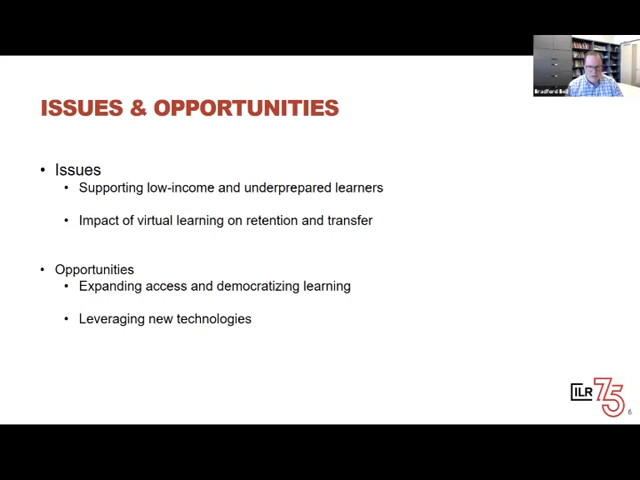 Bradford Bell
ISSUES & OPPORTUNITIES
• Issues
• Supporting low-income and underprepared learners
• Impact of virtual learning on retention and transfer
• Opportunities
• Expanding access and democratizing learning
• Leveraging new technologies
ILR 75
6